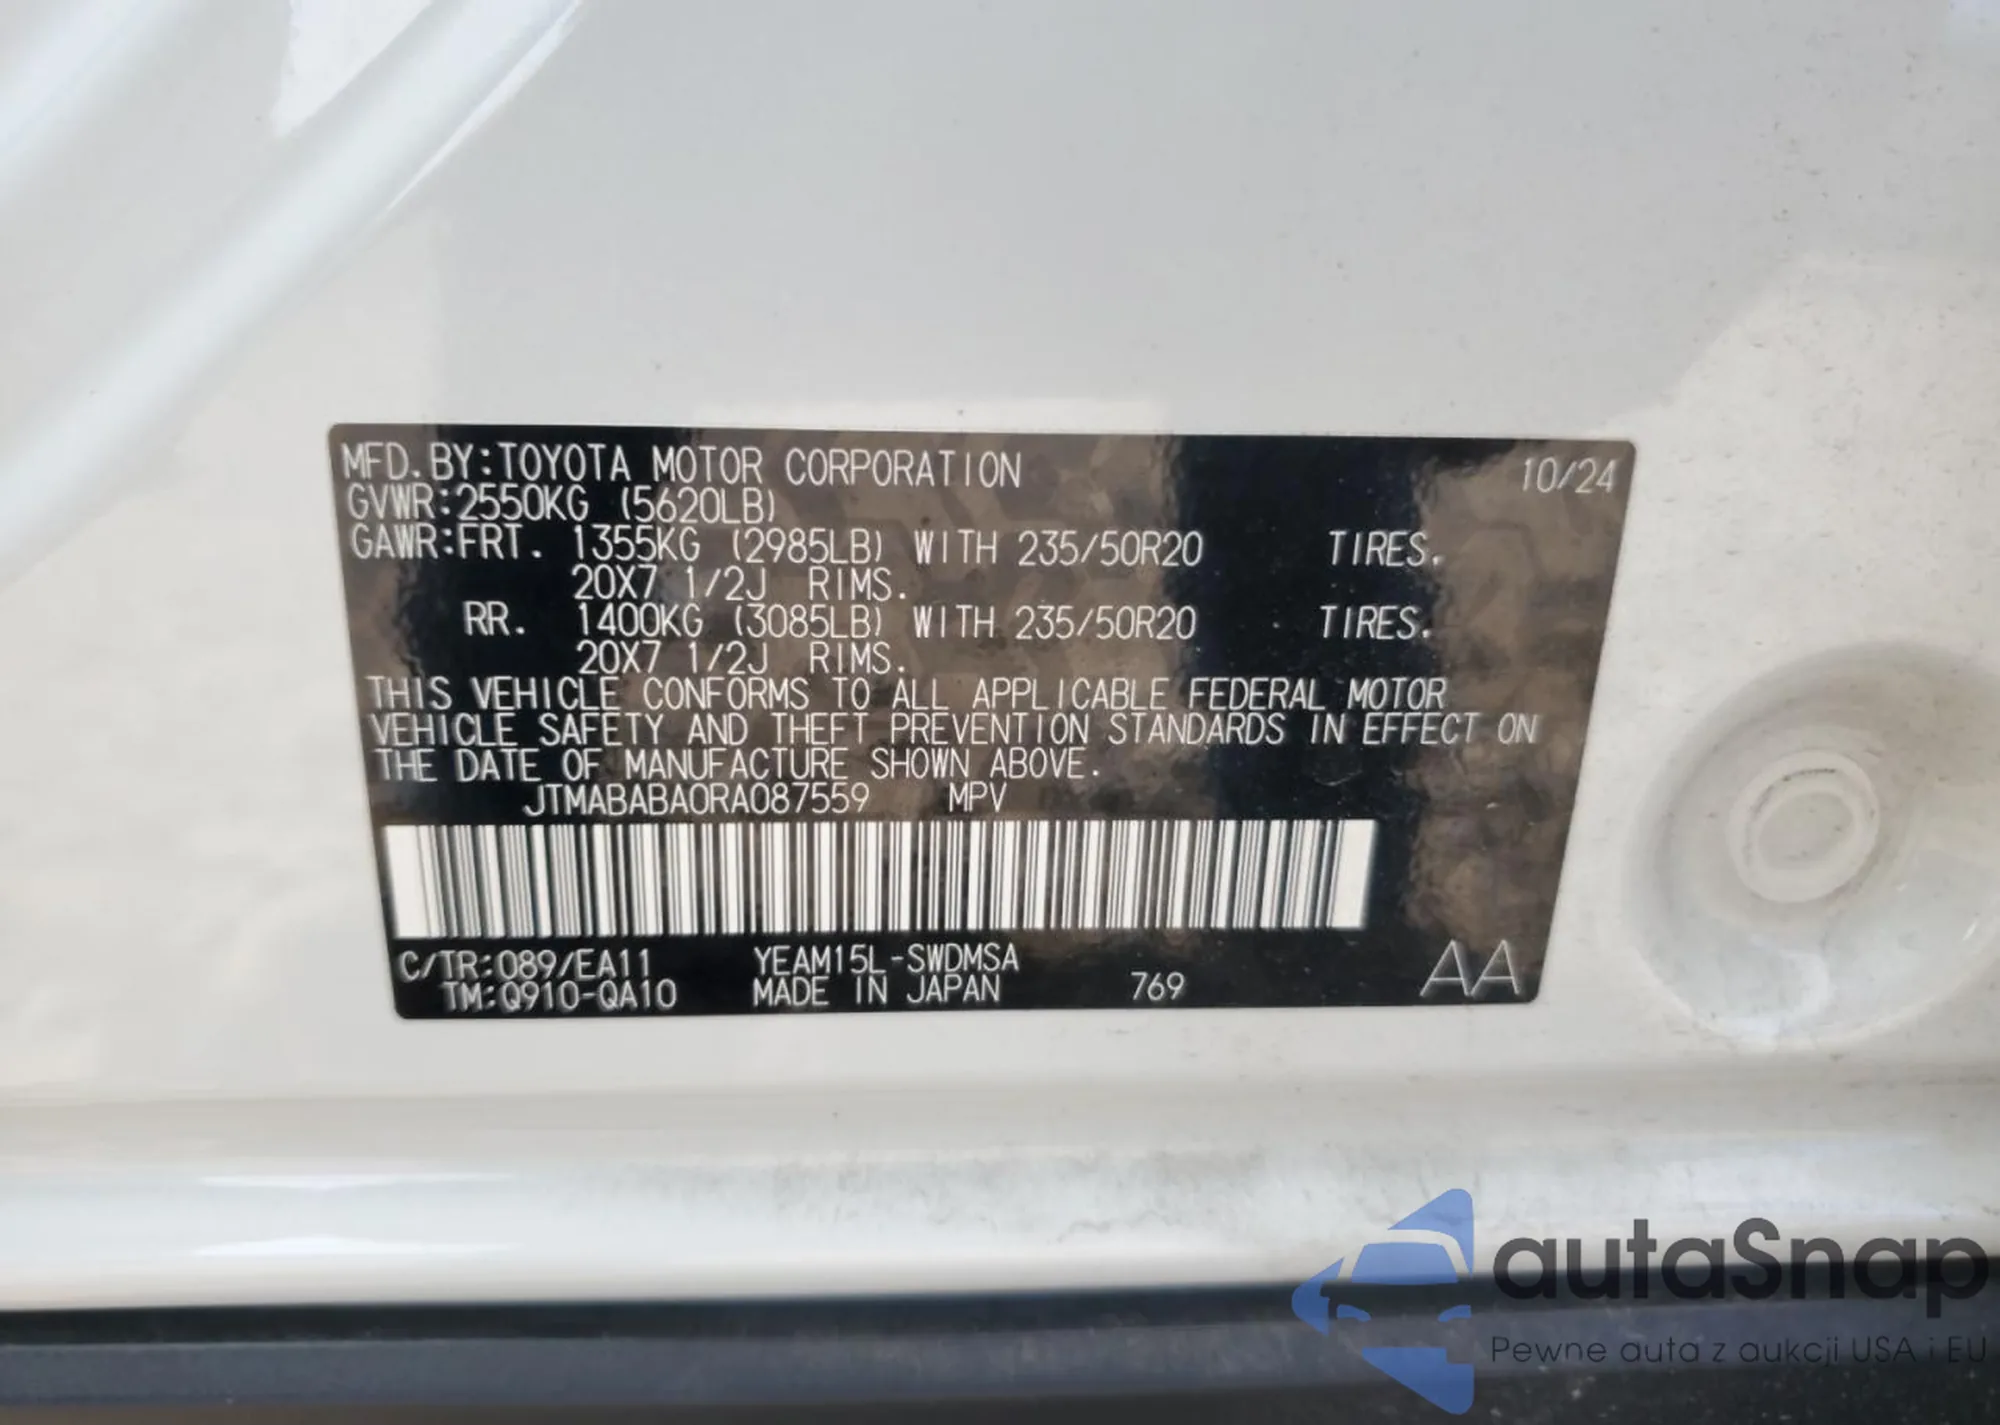 MFD.BY:TOYOTA MOTOR CORPORATION 10/24
GVWR:2550KG (5620LB)
GAWR:FRT. 1355KG (2985LB) WITH 235/50R20 TIRES.
20X7 1/2J RIMS.
RR. 1400KG (3085LB) WITH 235/50R20 TIRES.
20X7 1/2J RIMS.
THIS VEHICLE CONFORMS TO ALL APPLICABLE FEDERAL MOTOR
VEHICLE SAFETY AND THEFT PREVENTION STANDARDS IN EFFECT ON
THE DATE OF MANUFACTURE SHOWN ABOVE.
JTMABABA0RA087559 MPV
C/TR:089/EA11 YEAM15L-SWDMSA
TM:Q910-QA10 MADE IN JAPAN 769 AA
autaSnap
Pewne auta z aukcji USA i EU